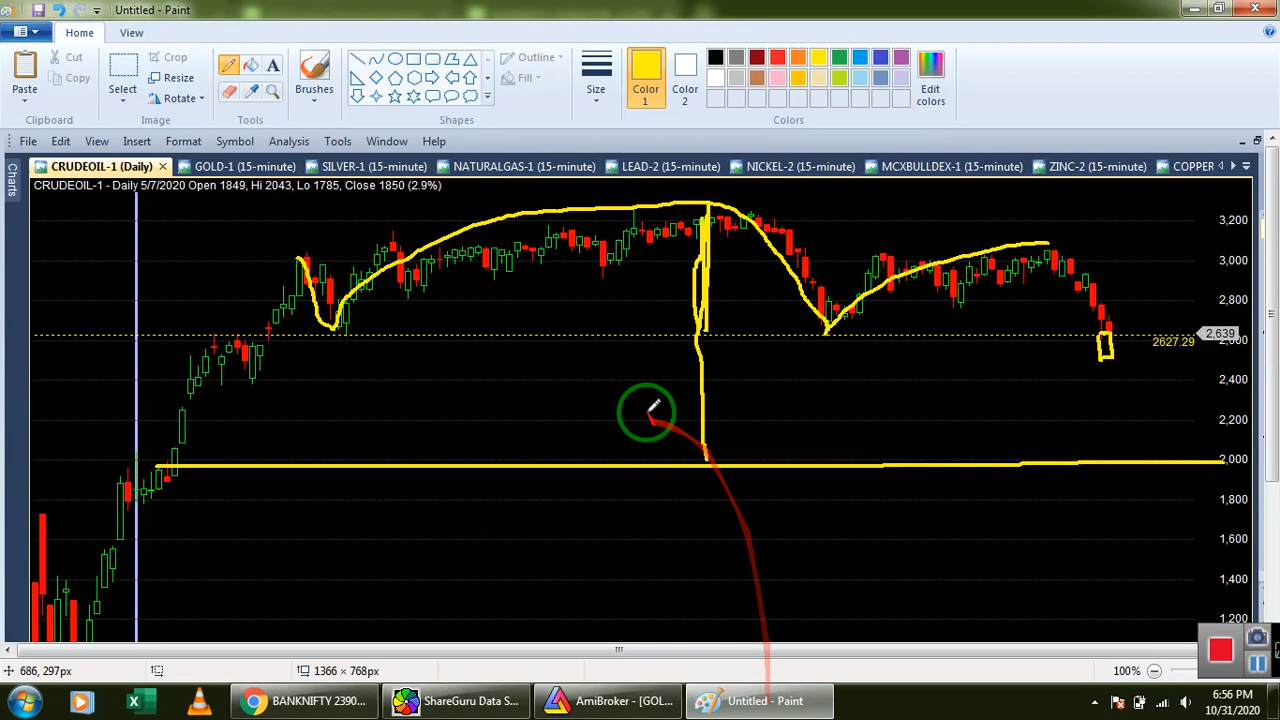 Untitled - Paint
Home
View
Paste
Cut
Copy
Clipboard
Select
Crop
Resize
Rotate
Image
A
Tools
Brushes
Outline
Fill
Shapes
Size
Color 1
Color 2
Edit colors
Colors
File Edit View Insert Format Symbol Analysis Tools Window Help
Charts
CRUDEOIL-1 (Daily) GOLD-1 (15-minute) SILVER-1 (15-minute) NATURALGAS-1 (15-minute) LEAD-2 (15-minute) NICKEL-2 (15-minute) MCXBULLDEX-1 (15-minute) ZINC-2 (15-minute) COPPER
CRUDEOIL-1 - Daily 5/7/2020 Open 1849, Hi 2043, Lo 1785, Close 1850 (2.9%)
3,200
3,000
2,800
2,639
2627.29
2,600
2,400
2,200
2,000
1,800
1,600
1,400
1,200
686, 297px
1366 × 768px
100%
BANKNIFTY 2390...
ShareGuru Data S...
AmiBroker - [GOL...
Untitled - Paint
6:56 PM
10/31/2020